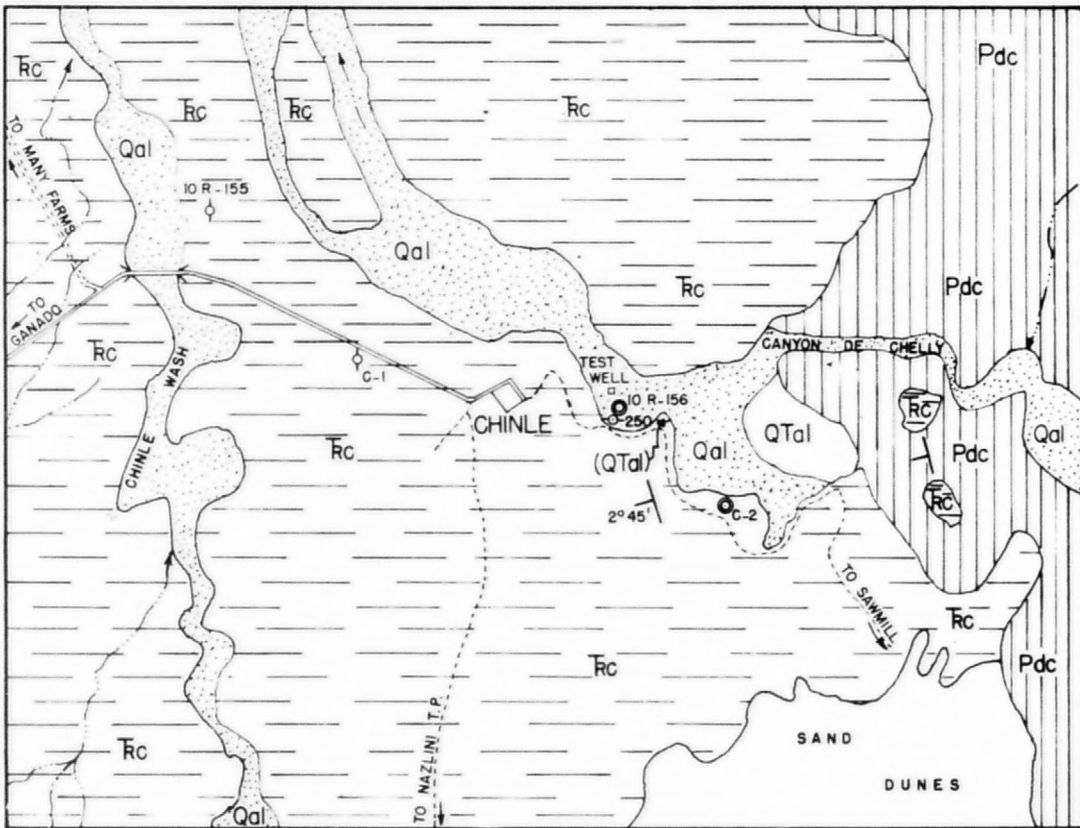 Pdc
TRC
TRC
TRC
TRC
TO MANY FARMS
Qal
10 R-155
Qal
TRC
Pdc
TO GANADO
CANYON DE CHELLY
TRC
WASH
C-1
TEST
WELL
10 R-156
250
CHINLE
TRC
QTal
TRC
(QTal)
Qal
Pdc
Qal
CHINLE
2° 45'
C-2
TRC
TO SAWMILL
TRC
TRC
Pdc
TO NAZLINI T.P.
SAND
TRC
DUNES
Qal